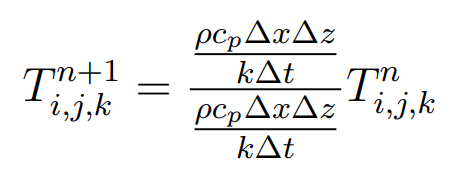 $T_{i,j,k}^{n+1} = \frac{\frac{\rho c_p \Delta x \Delta z}{k \Delta t}}{\frac{\rho c_p \Delta x \Delta z}{k \Delta t}} T_{i,j,k}^{n}$